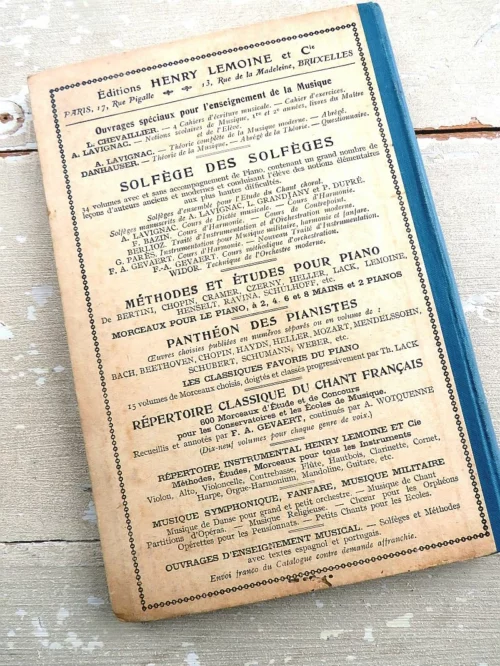 Éditions HENRY LEMOINE et Cie
PARIS, 17, Rue Pigalle 13, Rue de la Madeleine, BRUXELLES
Ouvrages spéciaux pour l'enseignement de la Musique
L. CHEVAILLIER. — 4 Cahiers d'écriture musicale. — Cahier d'exercices.
A. LAVIGNAC. — Notions scolaires de Musique, 1re et 2e années, livres du Maître
et de l'Élève.
A. LAVIGNAC. — Théorie complète de la Musique moderne. — Abrégé.
DANHAUSER. — Théorie de la Musique. — Abrégé de la Théorie. — Questionnaire.
SOLFÈGE DES SOLFÈGES
34 volumes avec et sans accompagnement de Piano, contenant un grand nombre de
leçons d'auteurs anciens et modernes et conduisant l'élève des notions élémentaires
aux plus hautes difficultés.
Solfèges d'ensemble pour l'Étude du Chant choral.
Solfèges manuscrits de A. LAVIGNAC, L. GRANDJANY et P. DUPRÉ.
A. LAVIGNAC. Cours de Dictée musicale. — Cours d'Harmonie.
F. BAZIN. Cours d'Harmonie. — Cours de Contrepoint.
BERLIOZ. Traité d'Instrumentation et d'Orchestration moderne.
G. PARÈS. Instrumentation pour Musique militaire, harmonie et fanfare.
F. A. GEVAERT. Cours d'Harmonie. — Nouveau Traité d'Instrumentation.
F.-A. GEVAERT. Cours méthodique d'orchestration.
WIDOR. Technique de l'Orchestre moderne.
MÉTHODES ET ÉTUDES POUR PIANO
De BERTINI, CHOPIN, CRAMER, CZERNY, HELLER, LACK, LEMOINE,
HENSELT, RAVINA, SCHULHOFF, etc.
MORCEAUX POUR LE PIANO, à 2, 4, 6 et 8 MAINS et 2 PIANOS
PANTHÉON DES PIANISTES
Œuvres choisies publiées en numéros séparés ou en volume de :
BACH, BEETHOVEN, CHOPIN, HAYDN, HELLER, MOZART, MENDELSSOHN,
SCHUBERT, SCHUMANN, WEBER, etc.
LES CLASSIQUES FAVORIS DU PIANO
15 volumes de Morceaux choisis, doigtés et classés progressivement par Th. LACK
RÉPERTOIRE CLASSIQUE DU CHANT FRANÇAIS
600 Morceaux d'Étude et de Concours
pour les Conservatoires et les Écoles de Musique.
Recueillis et annotés par F. A. GEVAERT, continués par A. WOTQUENNE
(Dix-neuf volumes pour chaque genre de voix.)
RÉPERTOIRE INSTRUMENTAL HENRY LEMOINE ET Cie
Méthodes, Études, Morceaux pour tous les Instruments
Violon, Alto, Violoncelle, Contrebasse, Flûte, Hautbois, Clarinette, Cornet,
Harpe, Orgue-Harmonium, Mandoline, Guitare, etc.
MUSIQUE SYMPHONIQUE, FANFARE, MUSIQUE MILITAIRE
Musique de Danse pour grand et petit orchestre. — Musique de Chant.
Partitions d'Opéras. — Musique Religieuse. — Chœur pour les Orphéons
Opérettes pour les Pensionnats. — Petits Chants pour les Écoles.
OUVRAGES D'ENSEIGNEMENT MUSICAL. — Solfèges et Méthodes
avec textes espagnol et portugais.
Envoi franco du Catalogue contre demande affranchie.